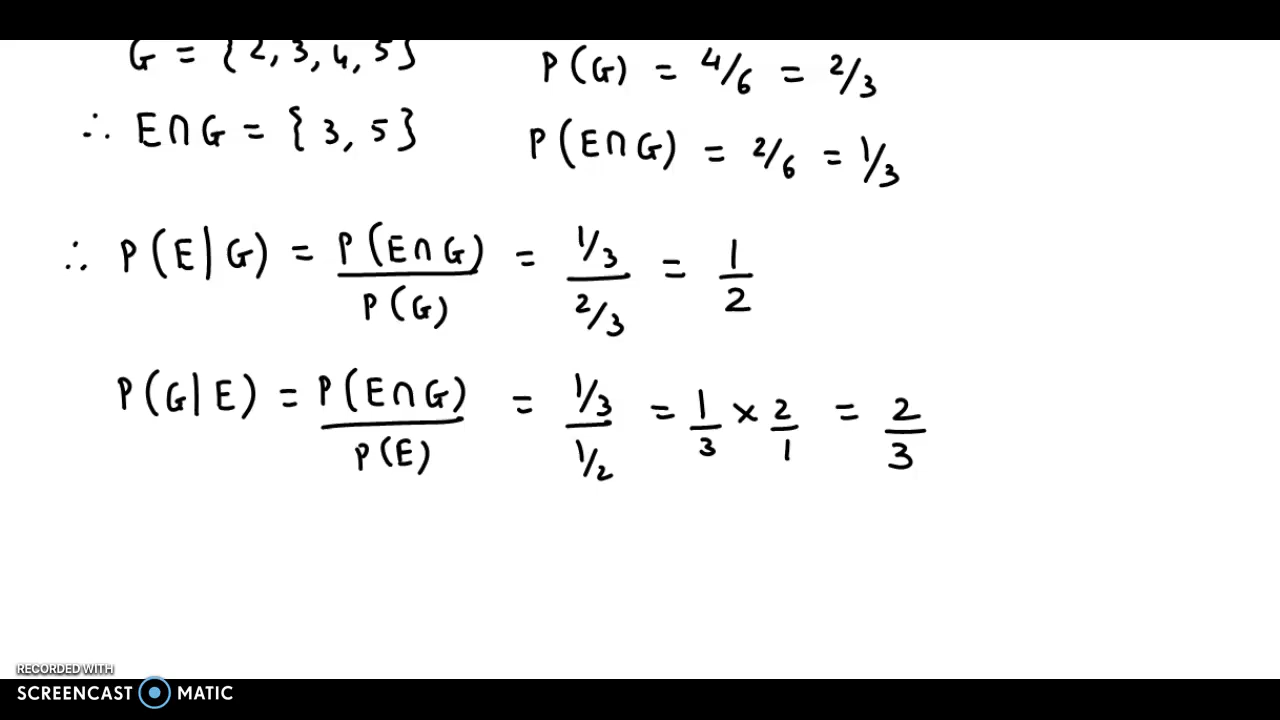 G = {2, 3, 4, 5} P(G) = 4/6 = 2/3
∴ E∩G = {3, 5} P(E∩G) = 2/6 = 1/3
∴ P(E|G) = P(E∩G)/P(G) = (1/3)/(2/3) = 1/2
P(G|E) = P(E∩G)/P(E) = (1/3)/(1/2) = 1/3 × 2/1 = 2/3
RECORDED WITH
SCREENCAST MATIC